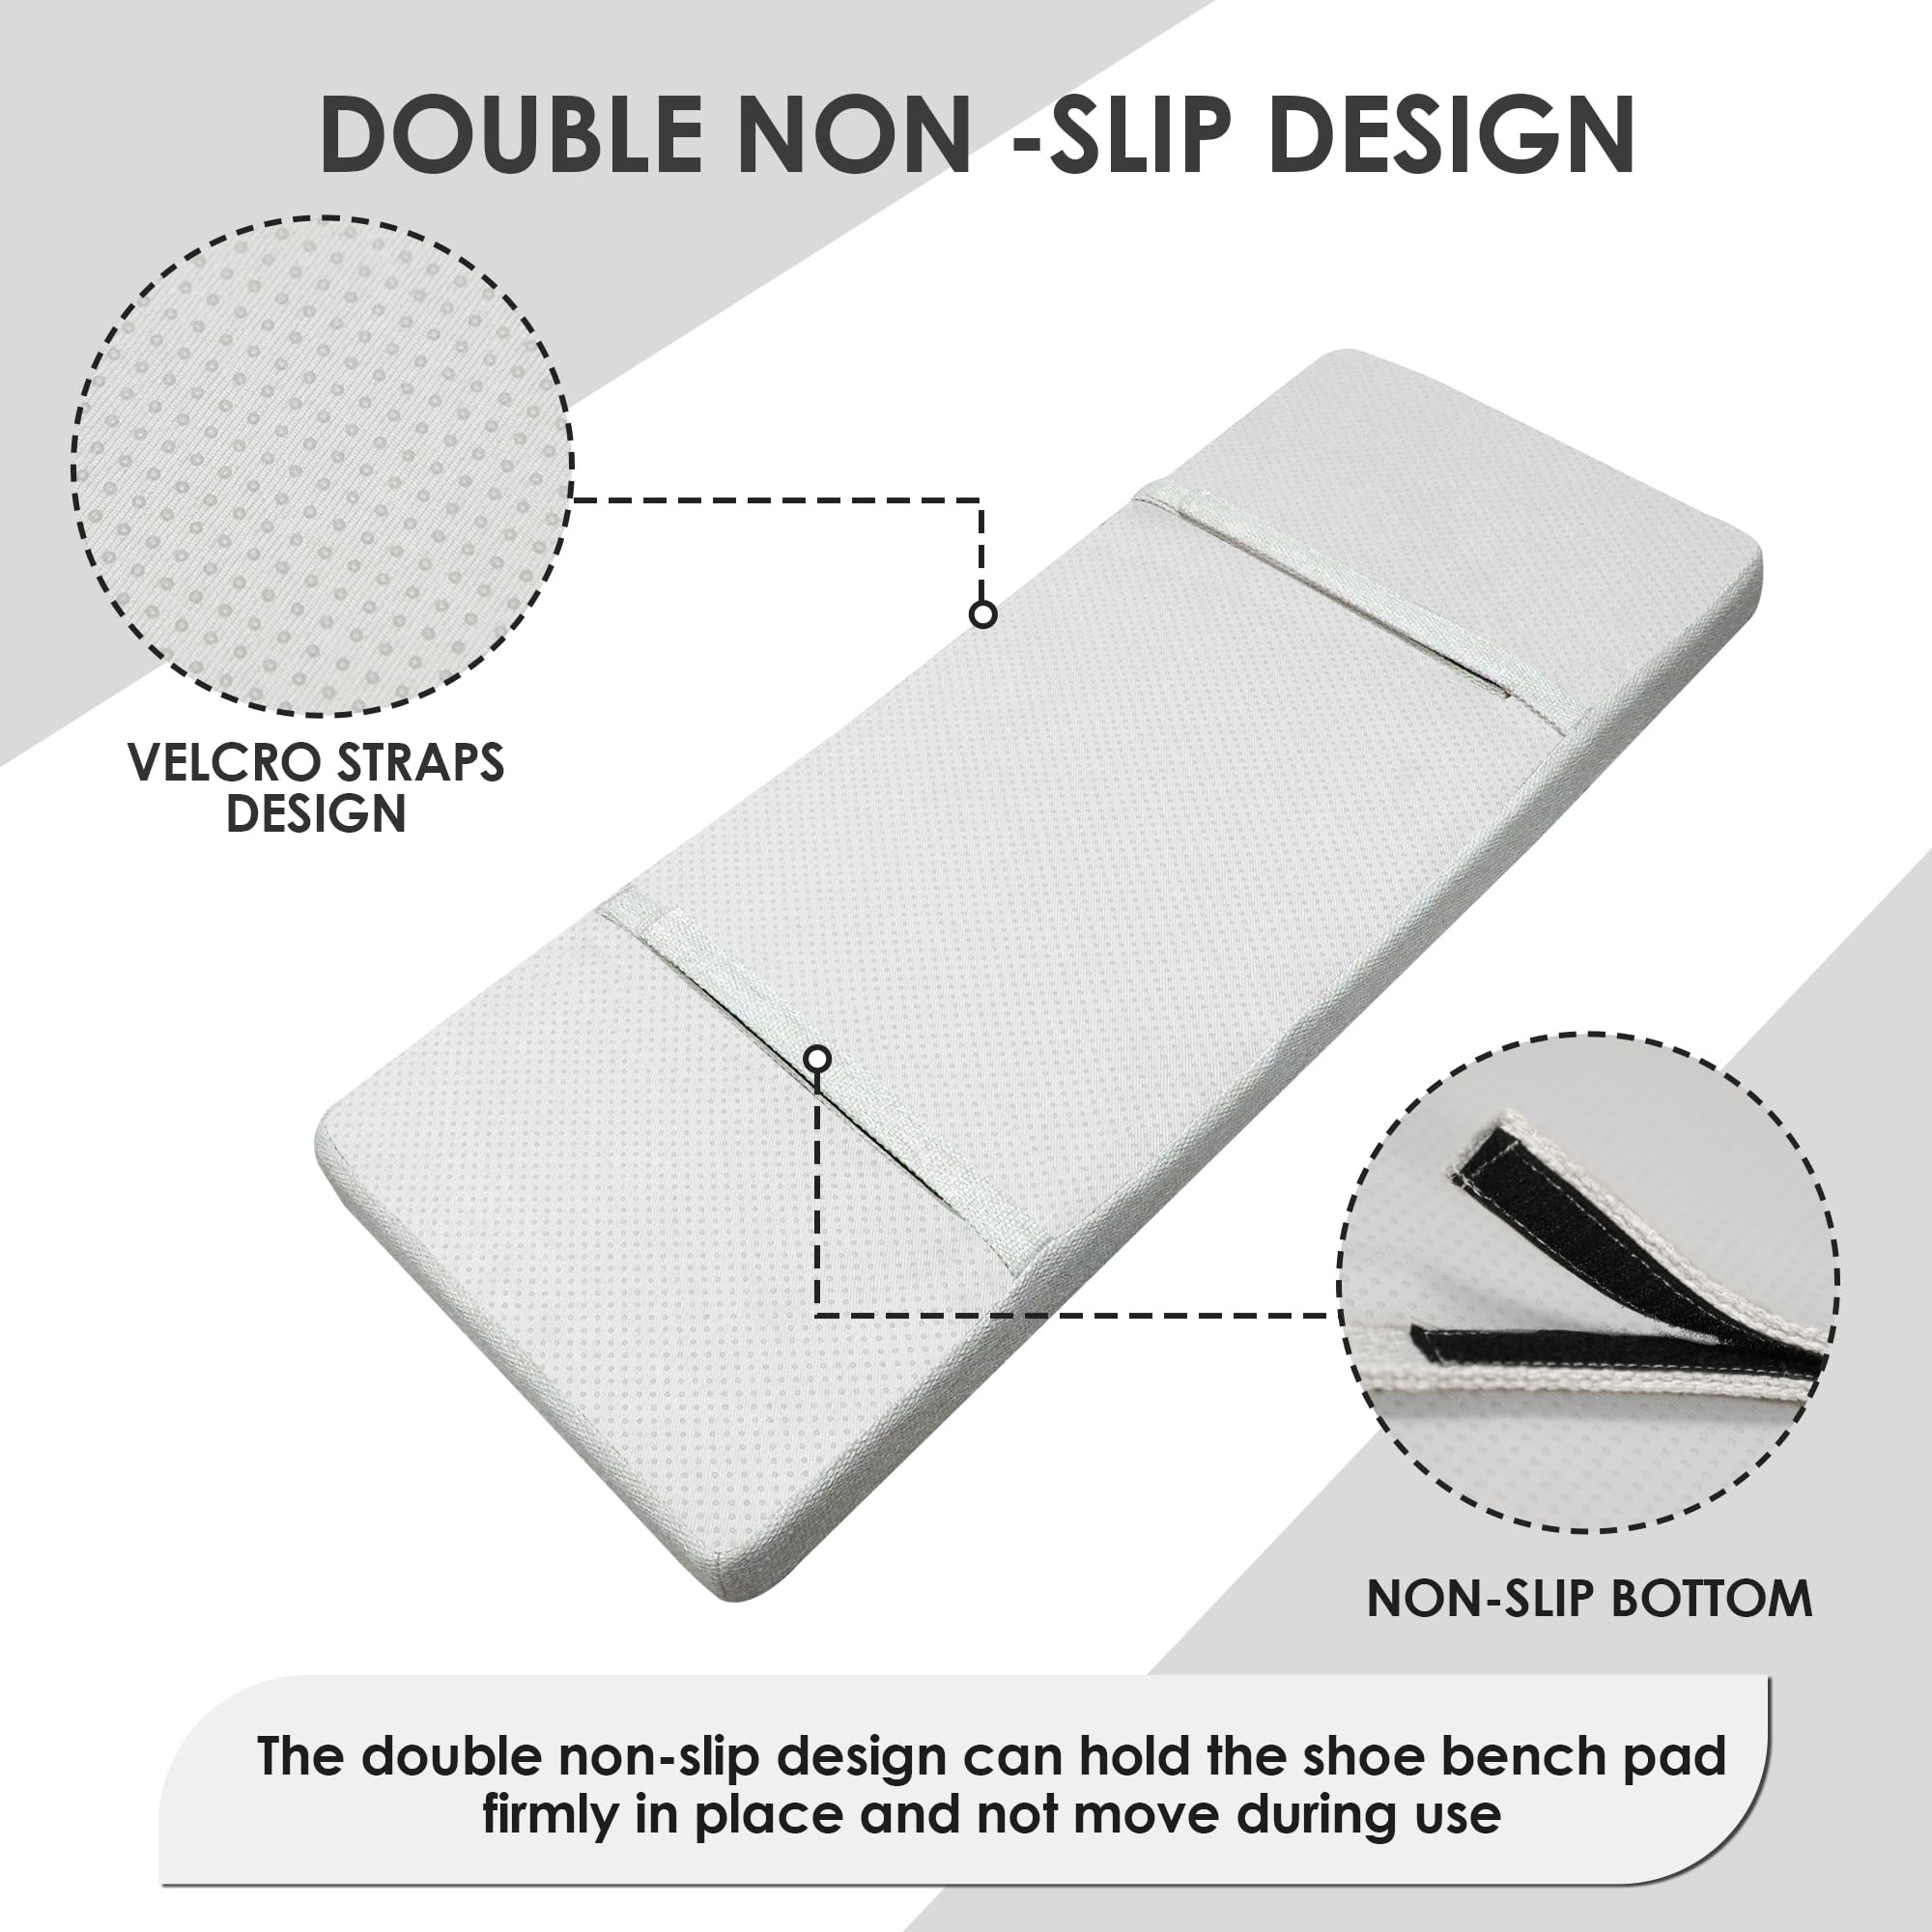 DOUBLE NON -SLIP DESIGN
VELCRO STRAPS
DESIGN
NON-SLIP BOTTOM
The double non-slip design can hold the shoe bench pad
firmly in place and not move during use